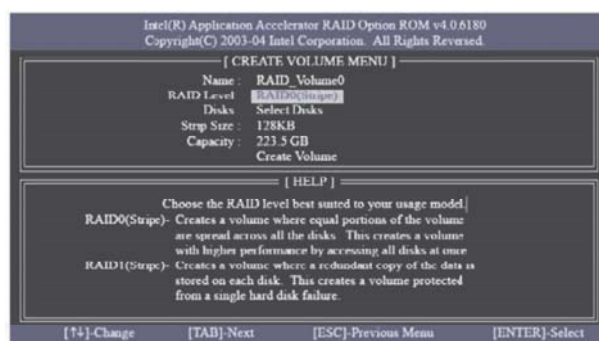 Intel(R) Application Accelerator RAID Option ROM v4.0.6180
Copyright(C) 2003-04 Intel Corporation. All Rights Reversed.
[ CREATE VOLUME MENU ]
Name : RAID_Volume0
RAID Level RAID0(Stripe)
Disks Select Disks
Strip Size : 128KB
Capacity : 223.5 GB
Create Volume
[ HELP ]
Choose the RAID level best suited to your usage model.
RAID0(Stripe)- Creates a volume where equal portions of the volume
are spread across all the disks. This creates a volume
with higher performance by accessing all disks at once
RAID1(Stripe)- Creates a volume where a redundant copy of the data is
stored on each disk. This creates a volume protected
from a single hard disk failure.
[↑↓]-Change [TAB]-Next [ESC]-Previous Menu [ENTER]-Select